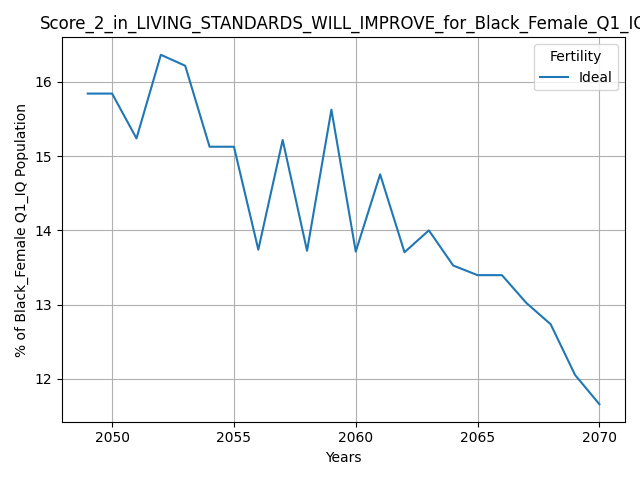 Score_2_in_LIVING_STANDARDS_WILL_IMPROVE_for_Black_Female_Q1_IQ
Fertility
Ideal
% of Black_Female Q1_IQ Population
16
15
14
13
12
2050 2055 2060 2065 2070
Years